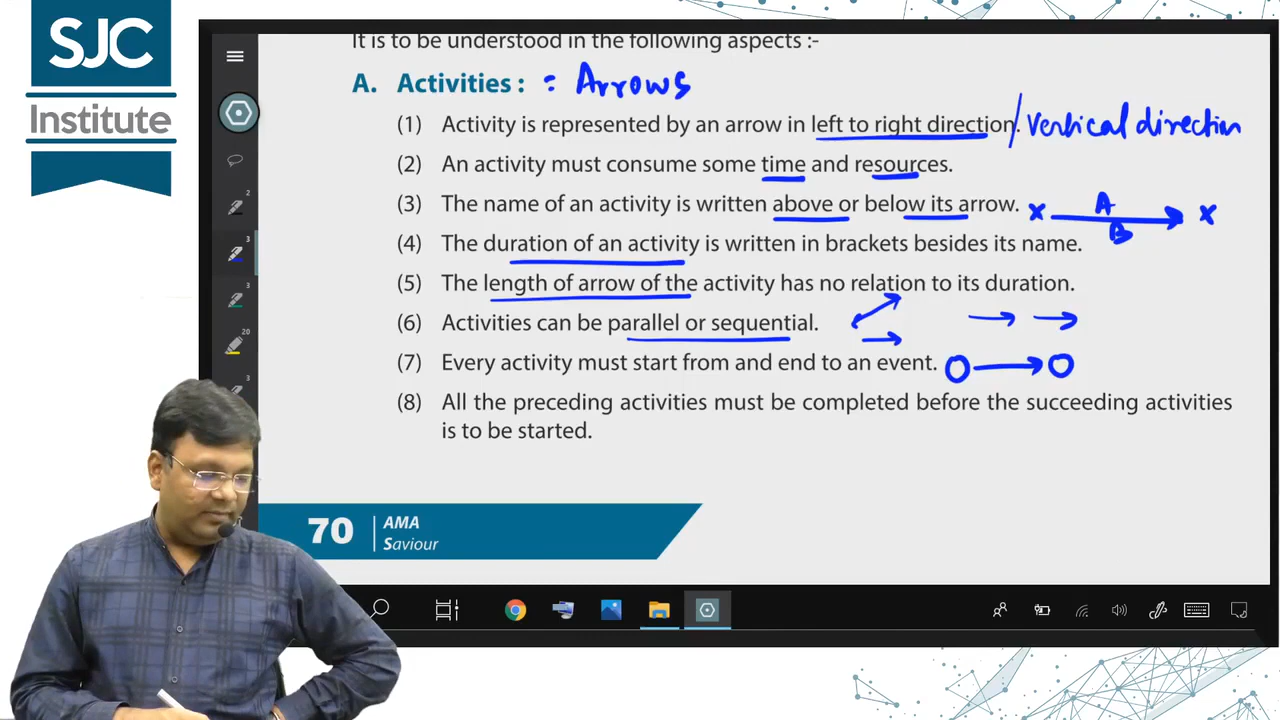 SJC
Institute
It is to be understood in the following aspects :-
A. Activities : = Arrows
(1) Activity is represented by an arrow in left to right direction. / Vertical direction
(2) An activity must consume some time and resources.
(3) The name of an activity is written above or below its arrow. x A x
B
(4) The duration of an activity is written in brackets besides its name.
(5) The length of arrow of the activity has no relation to its duration.
(6) Activities can be parallel or sequential.
(7) Every activity must start from and end to an event.
(8) All the preceding activities must be completed before the succeeding activities
is to be started.
70 AMA
Saviour
2
3
3
20
3